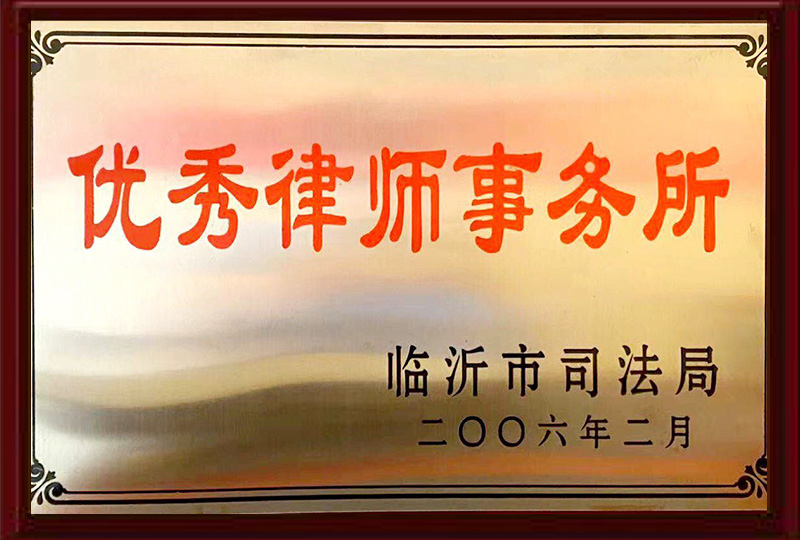 优秀律师事务所
临沂市司法局
二〇〇六年二月